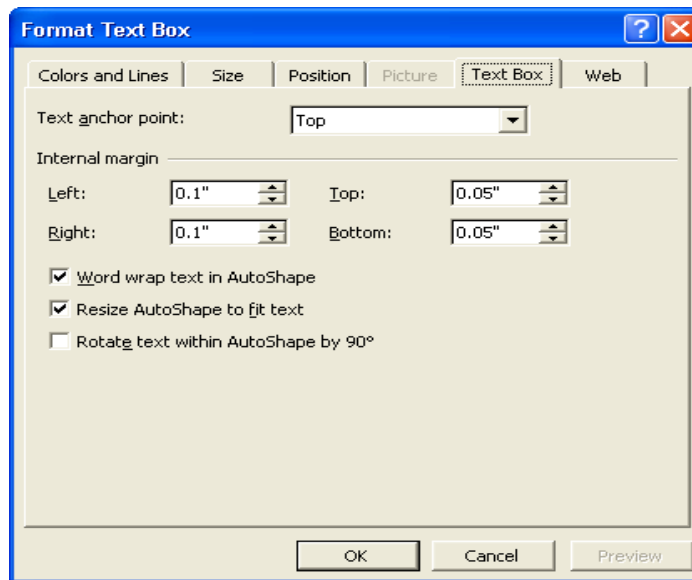 Format Text Box
Colors and Lines Size Position Picture Text Box Web
Text anchor point: Top
Internal margin
Left: 0.1" Top: 0.05"
Right: 0.1" Bottom: 0.05"
Word wrap text in AutoShape
Resize AutoShape to fit text
Rotate text within AutoShape by 90°
OK Cancel Preview